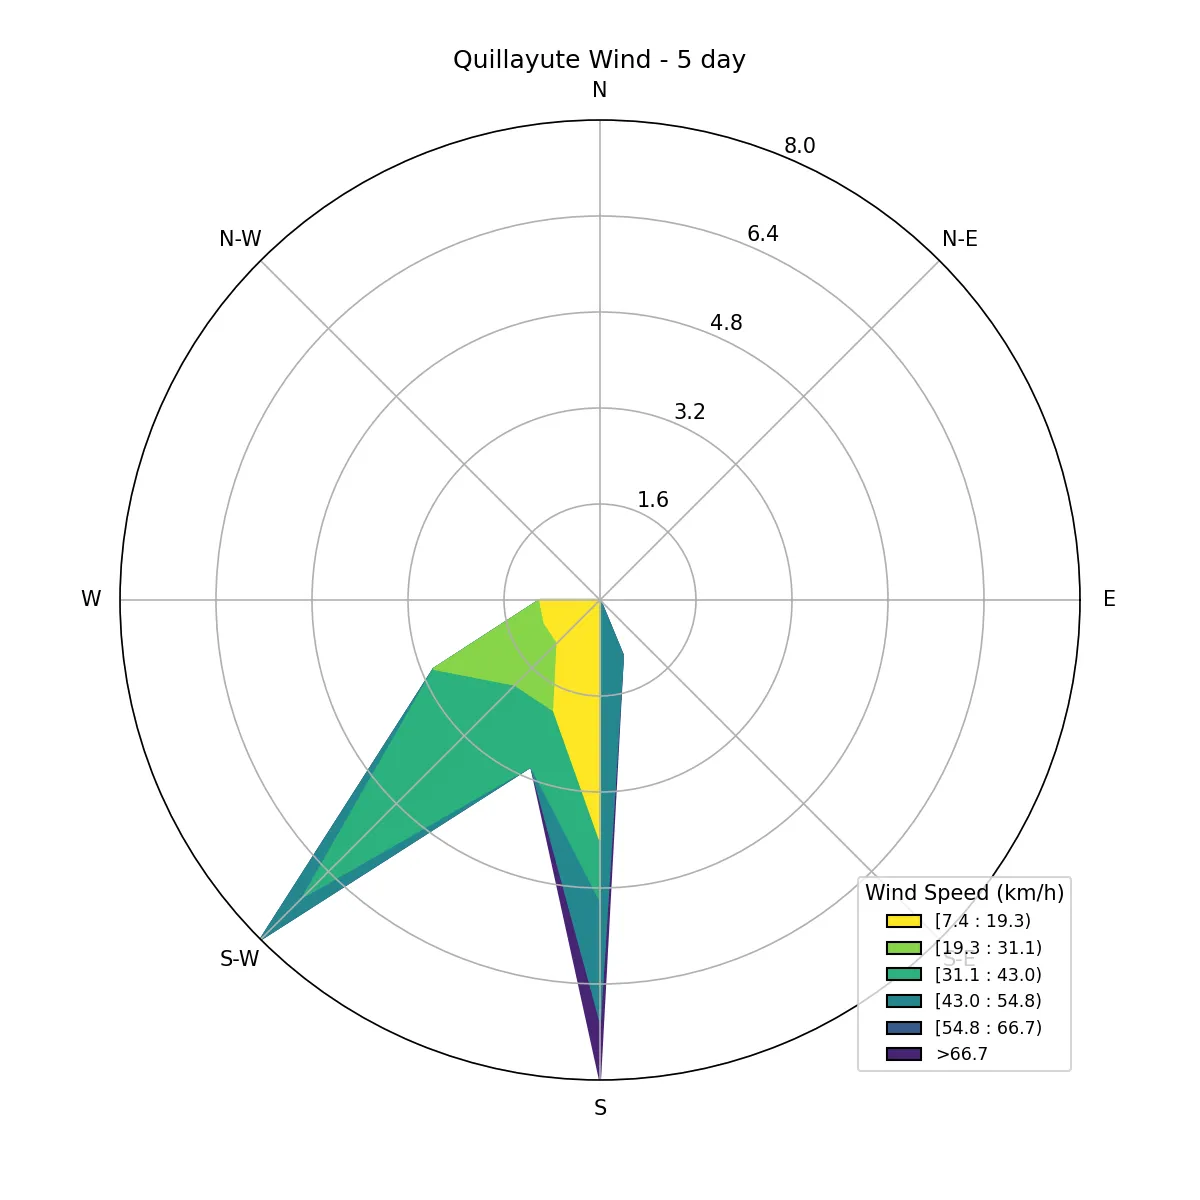 Quillayute Wind - 5 day
N
8.0
N-W
6.4
N-E
4.8
3.2
1.6
W
E
S-W
S-E
S
Wind Speed (km/h)
[7.4 : 19.3)
[19.3 : 31.1)
[31.1 : 43.0)
[43.0 : 54.8)
[54.8 : 66.7)
>66.7